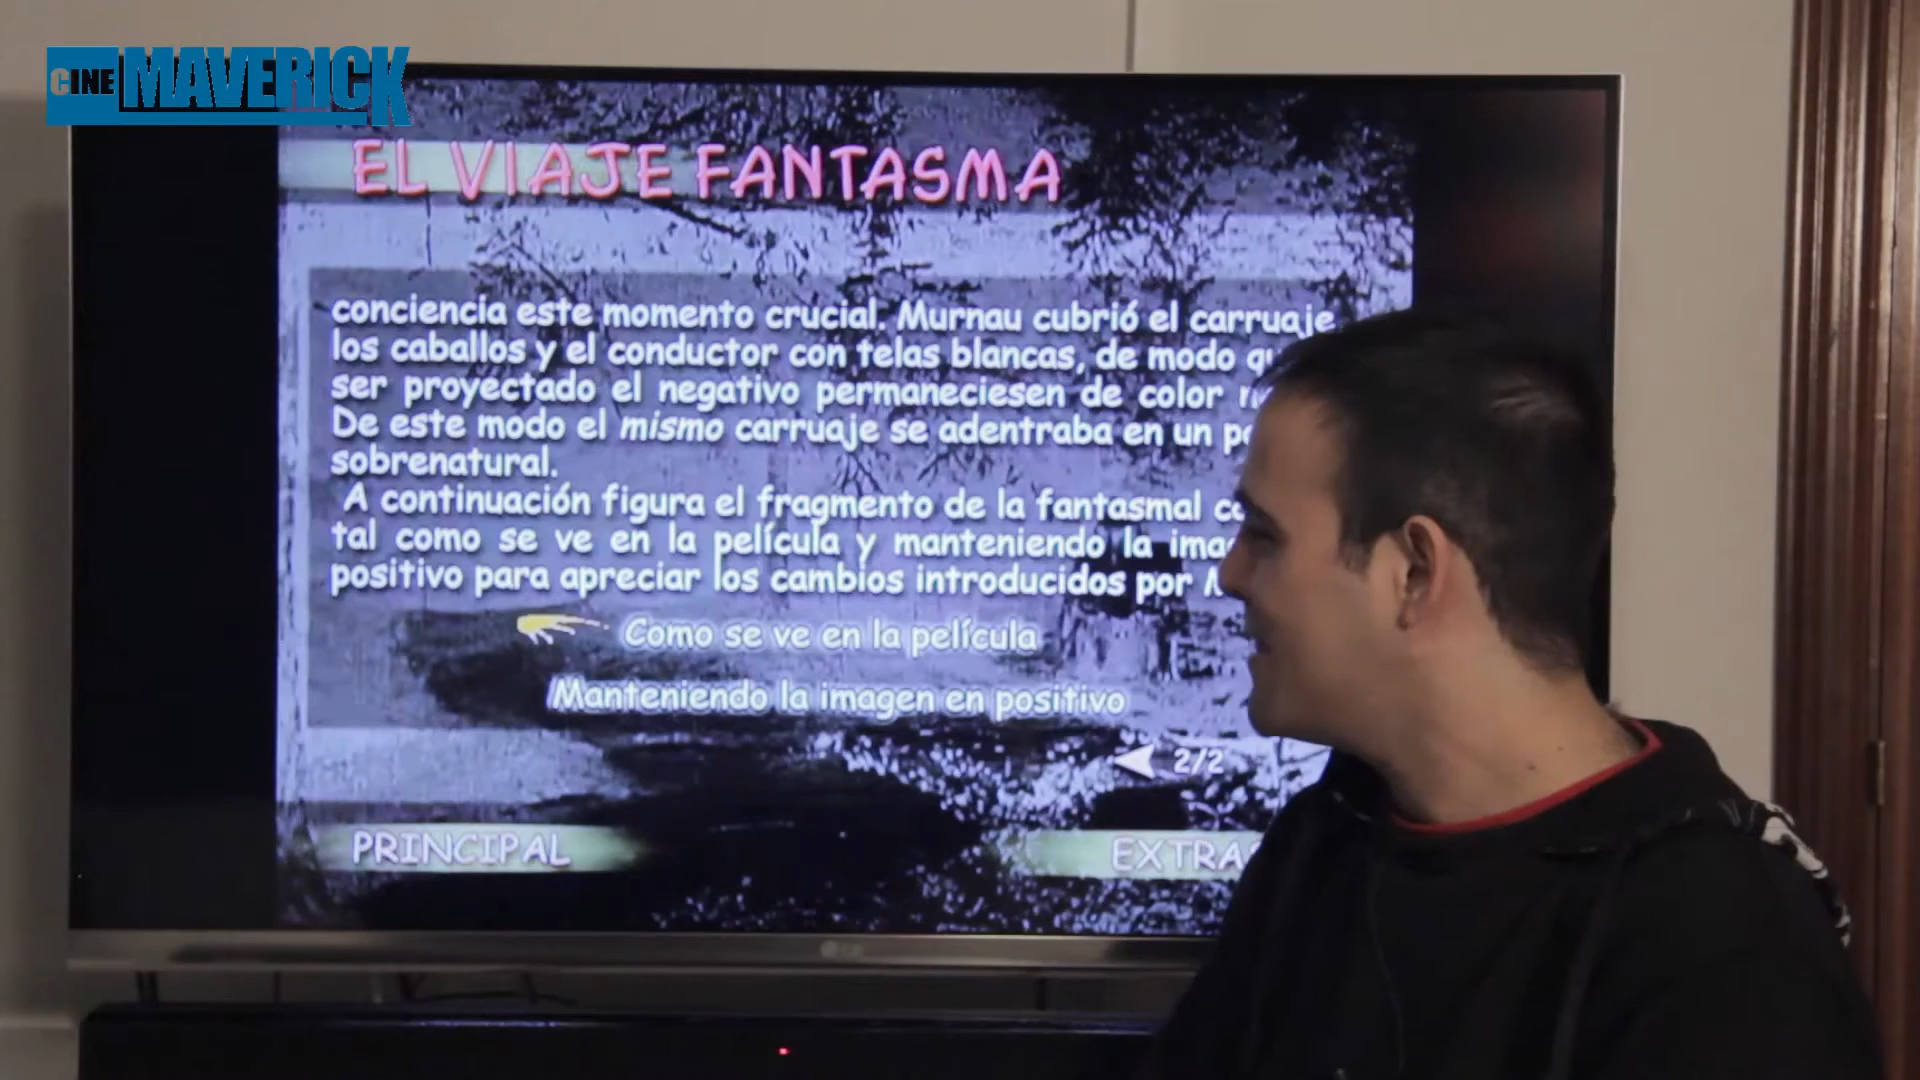 CINE MAVERICK
EL VIAJE FANTASMA
conciencia este momento crucial. Murnau cubrió el carruaje
los caballos y el conductor con telas blancas, de modo
ser proyectado el negativo permaneciesen de color
De este modo el mismo carruaje se adentraba en un
sobrenatural.
A continuación figura el fragmento de la fantasmal
tal como se ve en la película y manteniendo la
positivo para apreciar los cambios introducidos por
Como se ve en la película
Manteniendo la imagen en positivo
2/2
PRINCIPAL
EXTRAS
LG